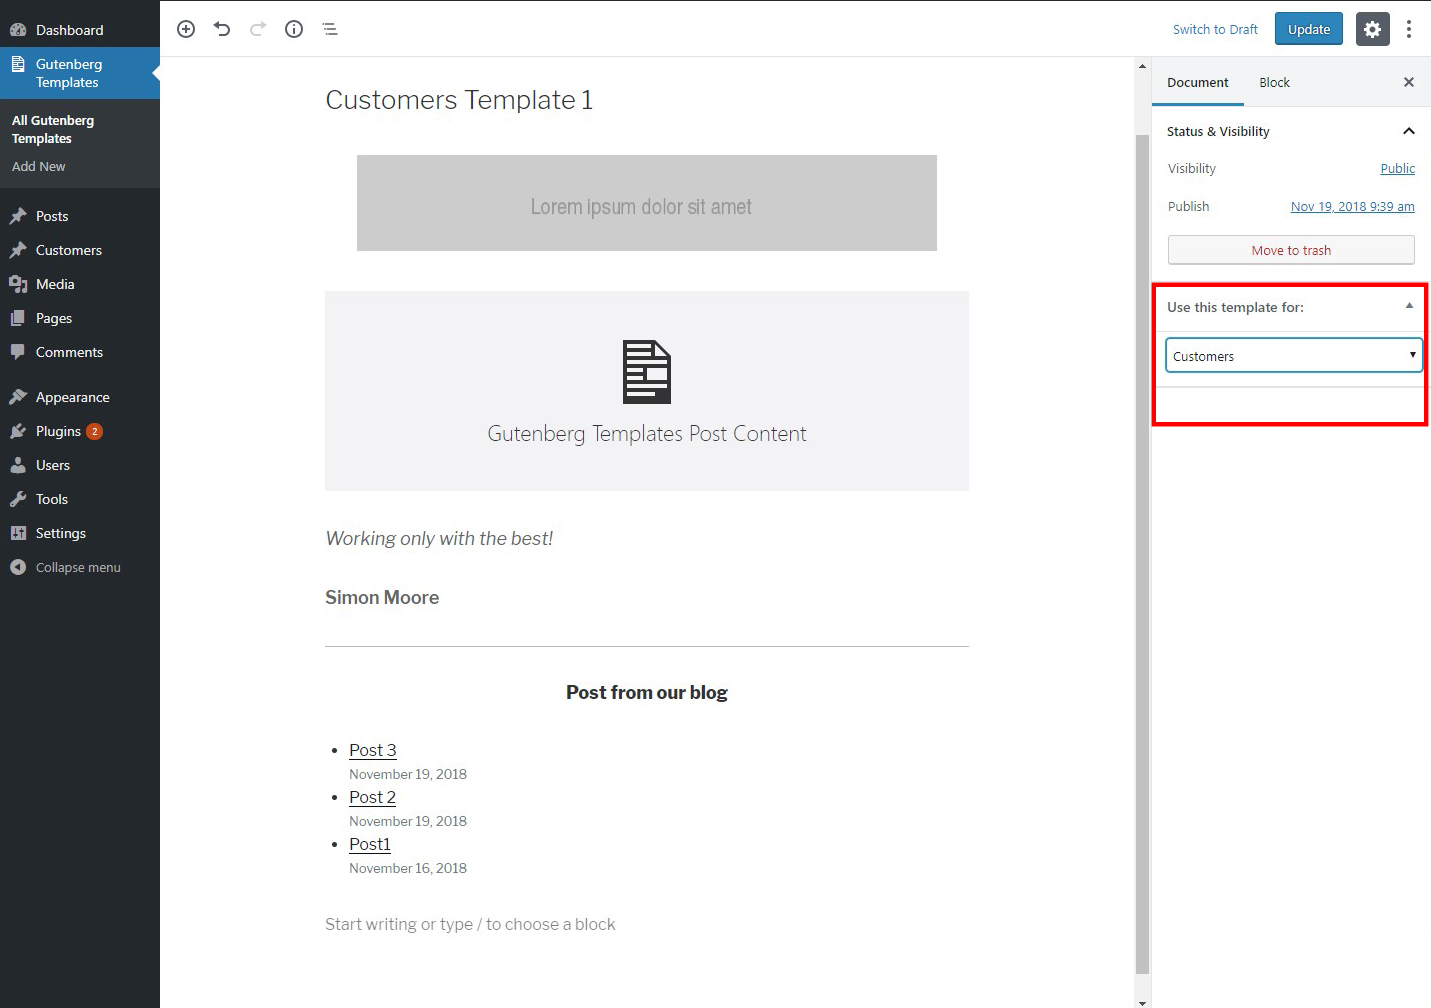 Dashboard
Gutenberg
Templates
All Gutenberg
Templates
Add New
Posts
Customers
Media
Pages
Comments
Appearance
Plugins 2
Users
Tools
Settings
Collapse menu
Switch to Draft
Update
Customers Template 1
Lorem ipsum dolor sit amet
Gutenberg Templates Post Content
Working only with the best!
Simon Moore
Post from our blog
Post 3
November 19, 2018
Post 2
November 19, 2018
Post1
November 16, 2018
Start writing or type / to choose a block
Document Block
Status & Visibility
Visibility Public
Publish Nov 19, 2018 9:39 am
Move to trash
Use this template for:
Customers